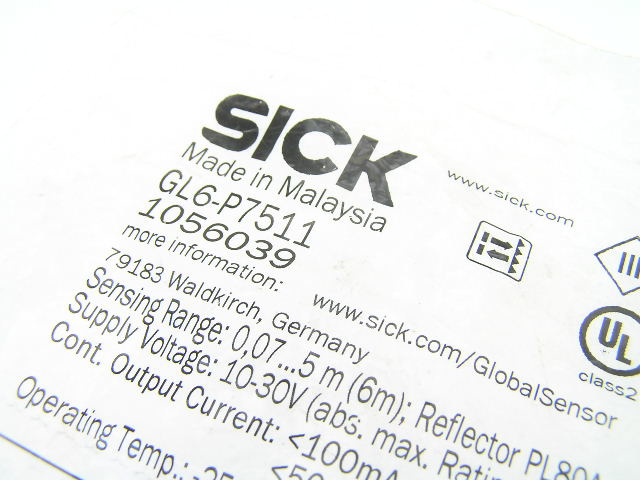 SICK
www.sick.com
Made in Malaysia
GL6-P7511
1056039
more information: www.sick.com/GlobalSensor
79183 Waldkirch, Germany
Sensing Range: 0,07...5 m (6m); Reflector PL80A
Supply Voltage: 10-30V (abs. max.
Cont. Output Current: <100mA
Operating Temp.:
UL
class2
III